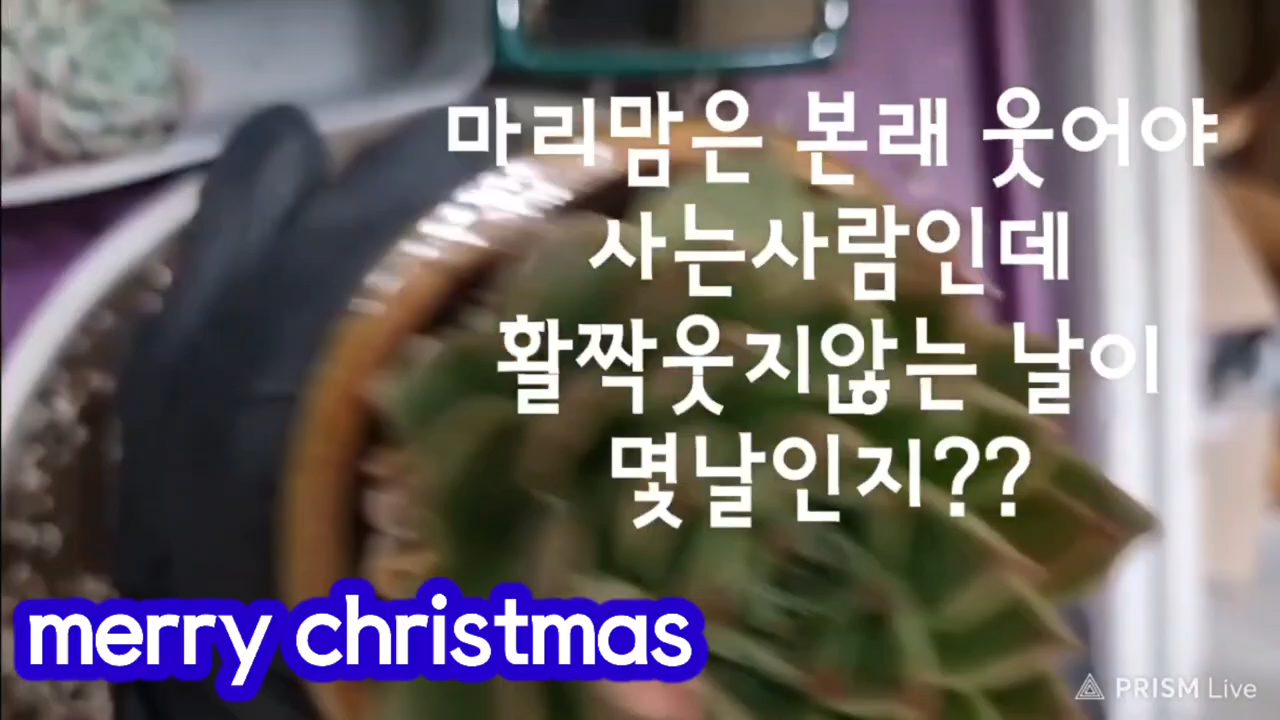 마리맘은 본래 웃어야
사는사람인데
활짝웃지않는 날이
몇날인지??
merry christmas
PRISM Live